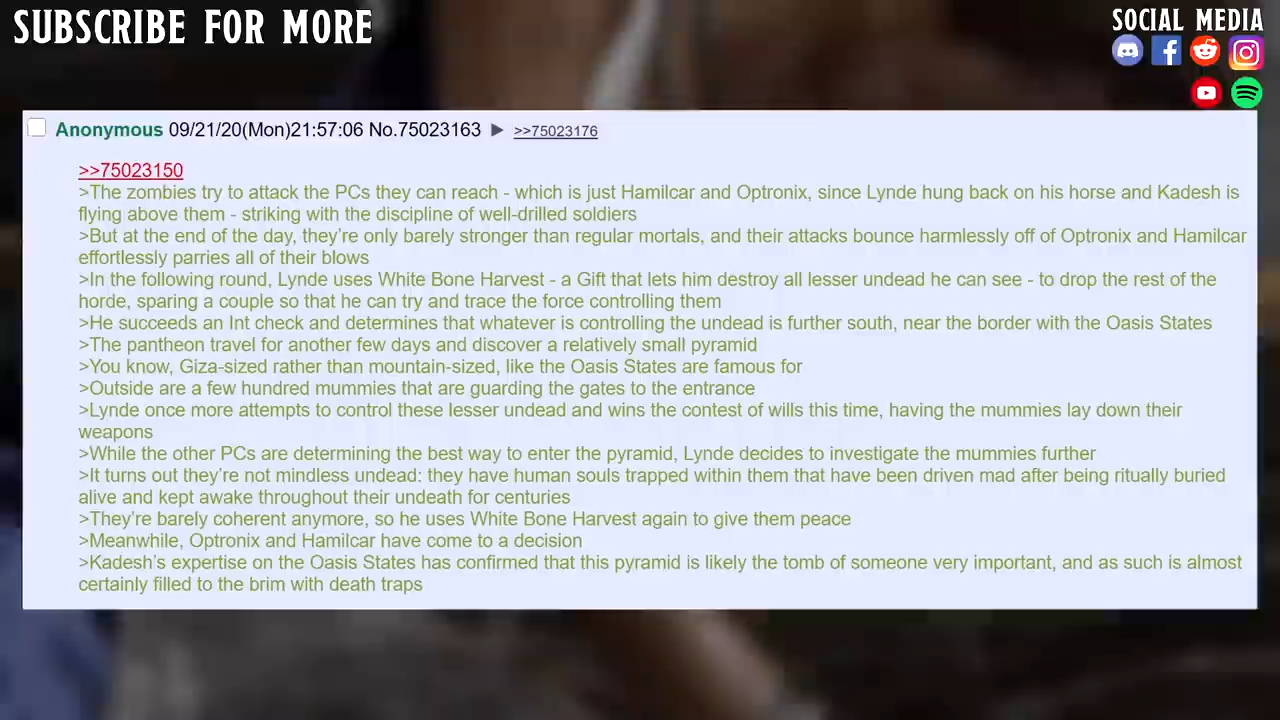 SUBSCRIBE FOR MORE
SOCIAL MEDIA
Anonymous 09/21/20(Mon)21:57:06 No.75023163 ▶ >>75023176
>>75023150
>The zombies try to attack the PCs they can reach - which is just Hamilcar and Optronix, since Lynde hung back on his horse and Kadesh is
flying above them - striking with the discipline of well-drilled soldiers
>But at the end of the day, they’re only barely stronger than regular mortals, and their attacks bounce harmlessly off of Optronix and Hamilcar
effortlessly parries all of their blows
>In the following round, Lynde uses White Bone Harvest - a Gift that lets him destroy all lesser undead he can see - to drop the rest of the
horde, sparing a couple so that he can try and trace the force controlling them
>He succeeds an Int check and determines that whatever is controlling the undead is further south, near the border with the Oasis States
>The pantheon travel for another few days and discover a relatively small pyramid
>You know, Giza-sized rather than mountain-sized, like the Oasis States are famous for
>Outside are a few hundred mummies that are guarding the gates to the entrance
>Lynde once more attempts to control these lesser undead and wins the contest of wills this time, having the mummies lay down their
weapons
>While the other PCs are determining the best way to enter the pyramid, Lynde decides to investigate the mummies further
>It turns out they’re not mindless undead: they have human souls trapped within them that have been driven mad after being ritually buried
alive and kept awake throughout their undeath for centuries
>They’re barely coherent anymore, so he uses White Bone Harvest again to give them peace
>Meanwhile, Optronix and Hamilcar have come to a decision
>Kadesh’s expertise on the Oasis States has confirmed that this pyramid is likely the tomb of someone very important, and as such is almost
certainly filled to the brim with death traps